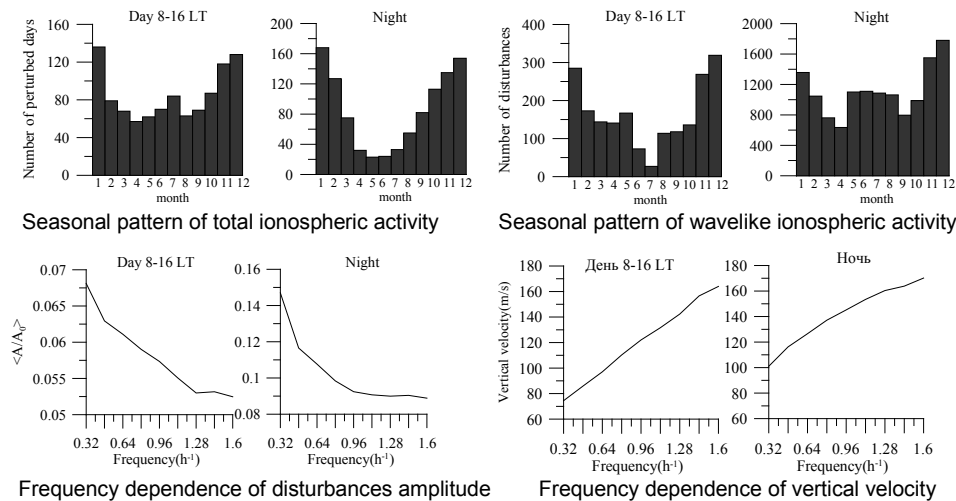 Day 8-16 LT
Night
Number of perturbed days
160
120
80
40
0
1 2 3 4 5 6 7 8 9 10 11 12
month
200
160
120
80
40
0
1 2 3 4 5 6 7 8 9 10 11 12
month
Seasonal pattern of total ionospheric activity
Day 8-16 LT
Night
Number of disturbances
400
300
200
100
0
1 2 3 4 5 6 7 8 9 10 11 12
month
2000
1600
1200
800
400
0
1 2 3 4 5 6 7 8 9 10 11 12
month
Seasonal pattern of wavelike ionospheric activity
Day 8-16 LT
Night
<A/A₀>
0.07
0.065
0.06
0.055
0.05
0.32 0.64 0.96 1.28 1.6
Frequency(h⁻¹)
0.16
0.14
0.12
0.1
0.08
0.32 0.64 0.96 1.28 1.6
Frequency(h⁻¹)
Frequency dependence of disturbances amplitude
День 8-16 LT
Ночь
Vertical velocity(m/s)
180
160
140
120
100
80
60
0.32 0.64 0.96 1.28 1.6
Frequency(h⁻¹)
180
160
140
120
100
80
60
0.32 0.64 0.96 1.28 1.6
Frequency(h⁻¹)
Frequency dependence of vertical velocity